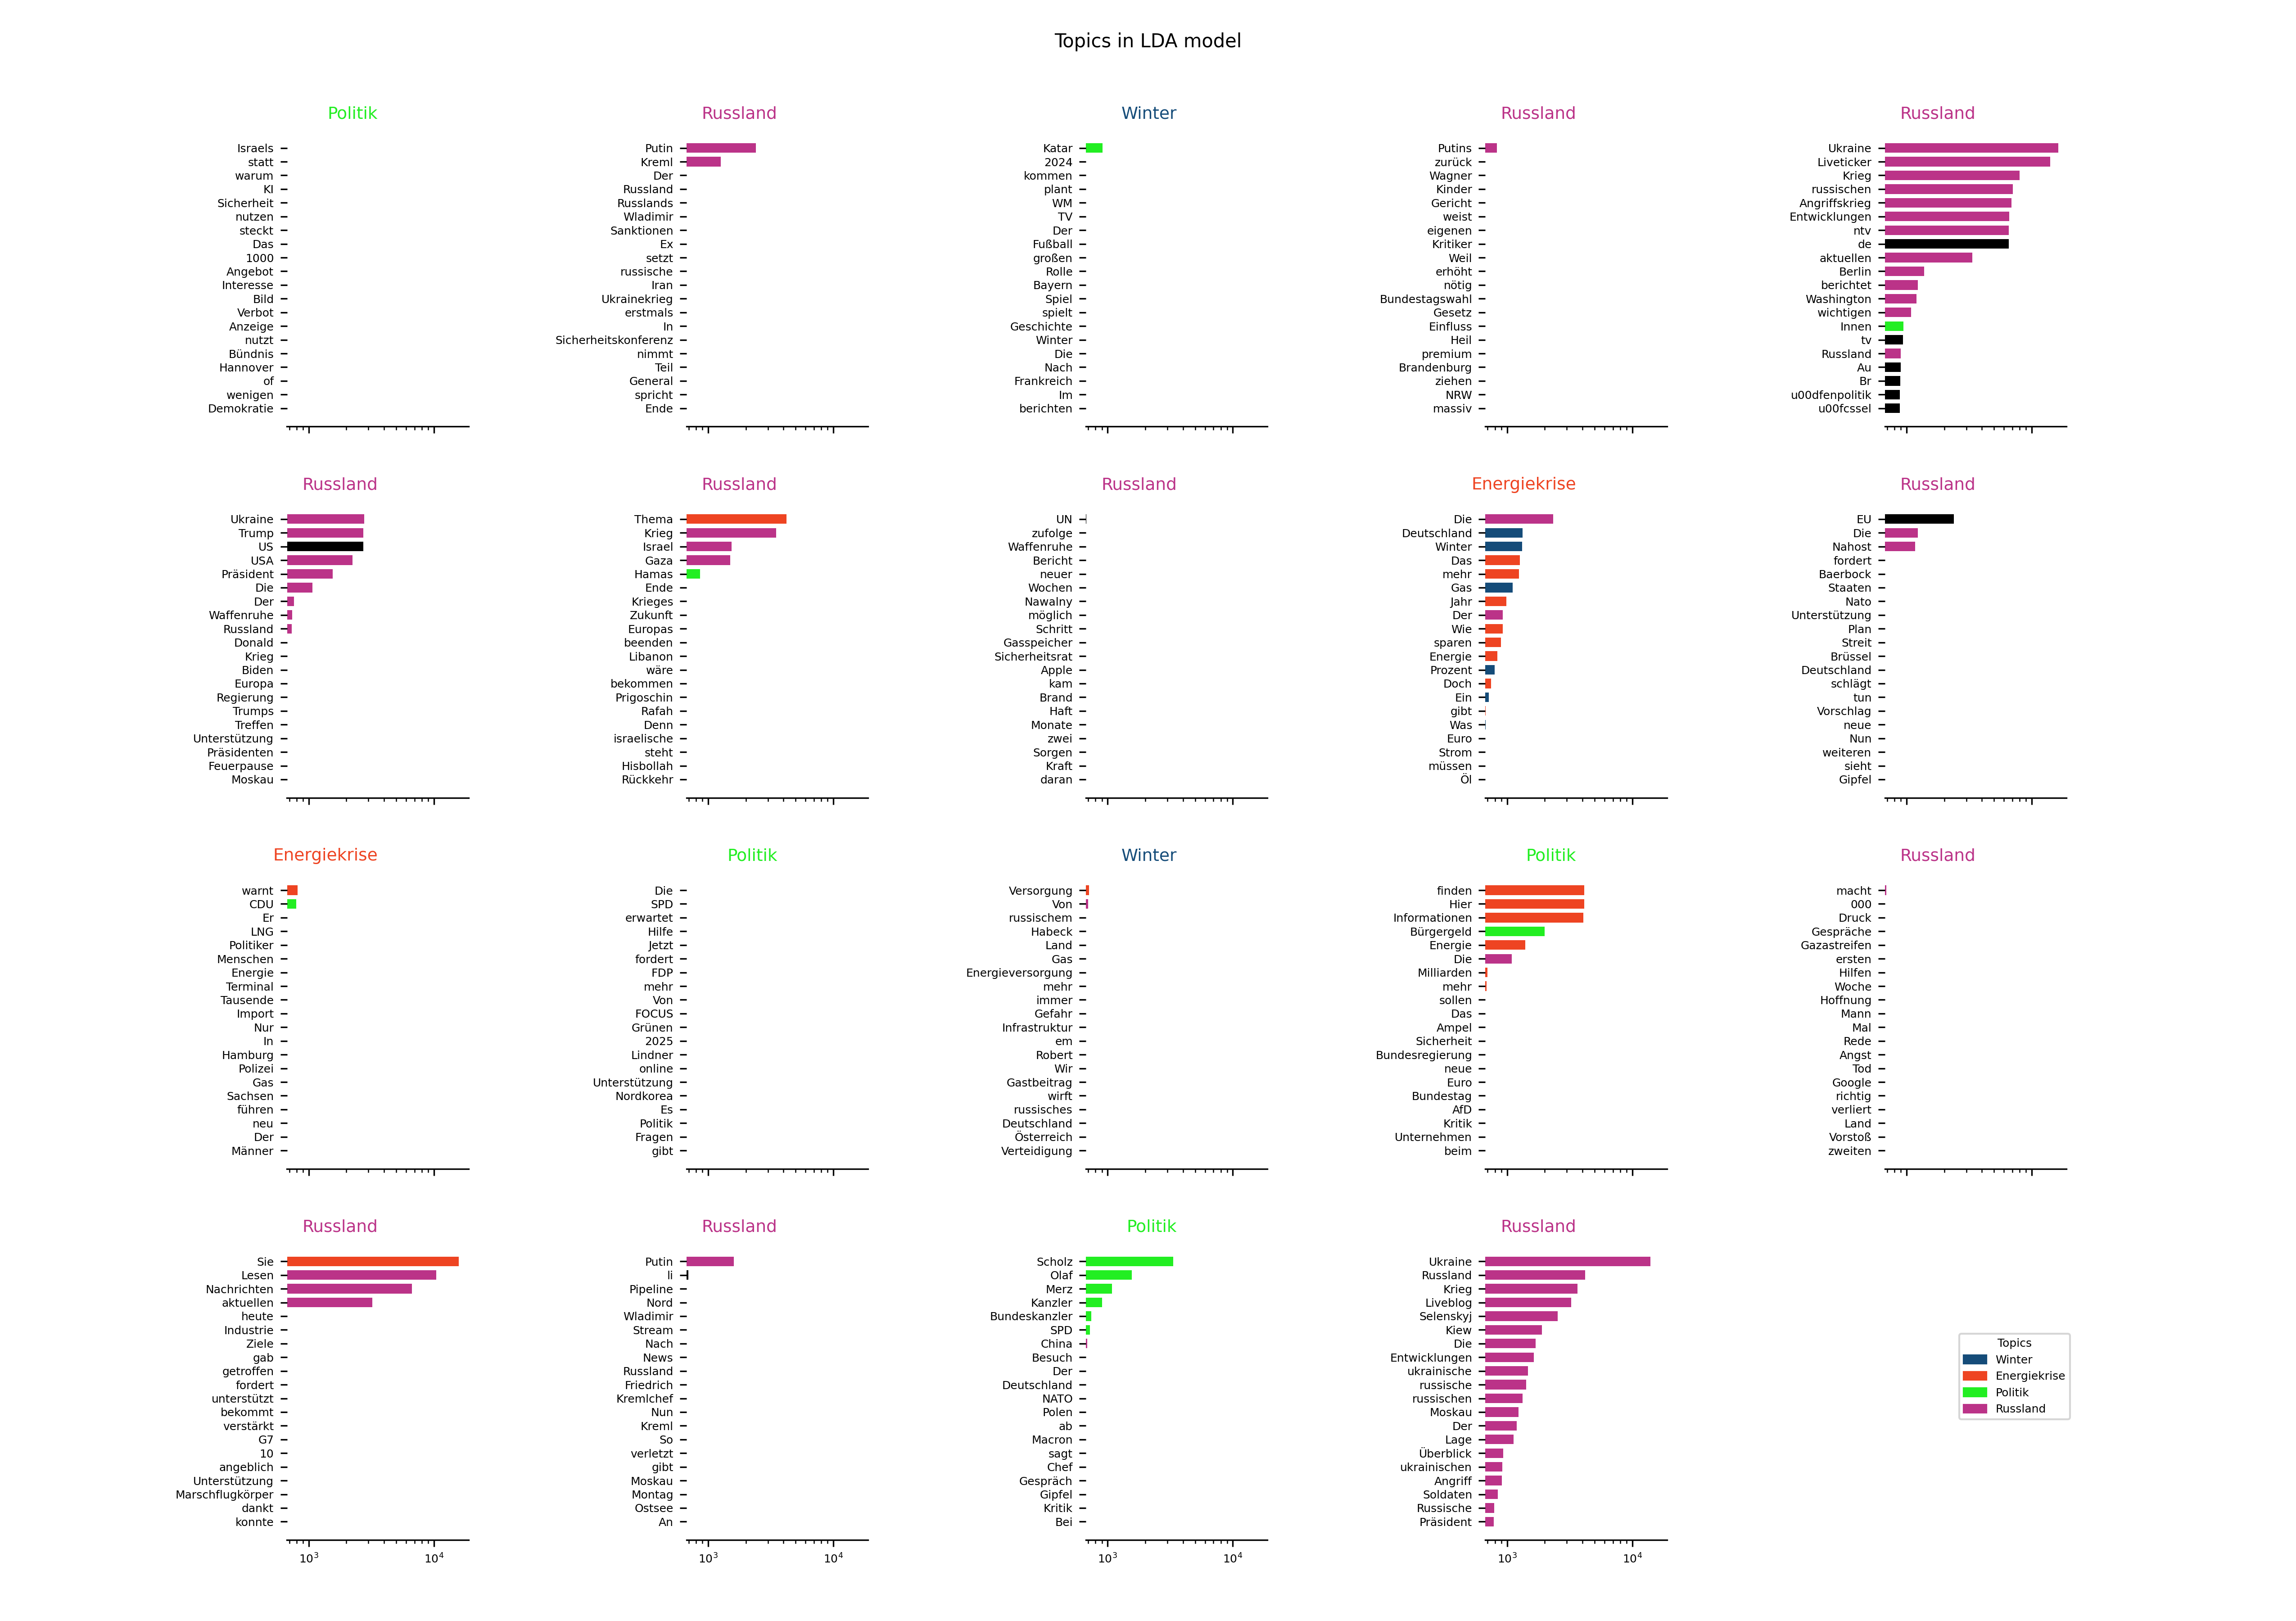 Topics in LDA model
Politik
Israels
statt
warum
KI
Sicherheit
nutzen
steckt
Das
1000
Angebot
Interesse
Bild
Verbot
Anzeige
nutzt
Bündnis
Hannover
of
wenigen
Demokratie
Russland
Putin
Kreml
Der
Russland
Russlands
Wladimir
Sanktionen
Ex
setzt
russische
Iran
Ukrainekrieg
erstmals
In
Sicherheitskonferenz
nimmt
Teil
General
spricht
Ende
Winter
Katar
2024
kommen
plant
WM
TV
Der
Fußball
großen
Rolle
Bayern
Spiel
spielt
Geschichte
Winter
Die
Nach
Frankreich
Im
berichten
Russland
Putins
zurück
Wagner
Kinder
Gericht
weist
eigenen
Kritiker
Weil
erhöht
nötig
Bundestagswahl
Gesetz
Einfluss
Heil
premium
Brandenburg
ziehen
NRW
massiv
Russland
Ukraine
Liveticker
Krieg
russischen
Angriffskrieg
Entwicklungen
ntv
de
aktuellen
Berlin
berichtet
Washington
wichtigen
Innen
tv
Russland
Au
Br
u00dfenpolitik
u00fcssel
Russland
Ukraine
Trump
US
USA
Präsident
Die
Der
Waffenruhe
Russland
Donald
Krieg
Biden
Europa
Regierung
Trumps
Treffen
Unterstützung
Präsidenten
Feuerpause
Moskau
Russland
Thema
Krieg
Israel
Gaza
Hamas
Ende
Krieges
Zukunft
Europas
beenden
Libanon
wäre
bekommen
Prigoschin
Rafah
Denn
israelische
steht
Hisbollah
Rückkehr
Russland
UN
zufolge
Waffenruhe
Bericht
neuer
Wochen
Nawalny
möglich
Schritt
Gasspeicher
Sicherheitsrat
Apple
kam
Brand
Haft
Monate
zwei
Sorgen
Kraft
daran
Energiekrise
Die
Deutschland
Winter
Das
mehr
Gas
Jahr
Der
Wie
sparen
Energie
Prozent
Doch
Ein
gibt
Was
Euro
Strom
müssen
Öl
Russland
EU
Die
Nahost
fordert
Baerbock
Staaten
Nato
Unterstützung
Plan
Streit
Brüssel
Deutschland
schlägt
tun
Vorschlag
neue
Nun
weiteren
sieht
Gipfel
Energiekrise
warnt
CDU
Er
LNG
Politiker
Menschen
Energie
Terminal
Tausende
Import
Nur
In
Hamburg
Polizei
Gas
Sachsen
führen
neu
Der
Männer
Politik
Die
SPD
erwartet
Hilfe
Jetzt
fordert
FDP
mehr
Von
FOCUS
Grünen
2025
Lindner
online
Unterstützung
Nordkorea
Es
Politik
Fragen
gibt
Winter
Versorgung
Von
russischem
Habeck
Land
Gas
Energieversorgung
mehr
immer
Gefahr
Infrastruktur
em
Robert
Wir
Gastbeitrag
wirft
russisches
Deutschland
Österreich
Verteidigung
Politik
finden
Hier
Informationen
Bürgergeld
Energie
Die
Milliarden
mehr
sollen
Das
Ampel
Sicherheit
Bundesregierung
neue
Euro
Bundestag
AfD
Kritik
Unternehmen
beim
Russland
macht
000
Druck
Gespräche
Gazastreifen
ersten
Hilfen
Woche
Hoffnung
Mann
Mal
Rede
Angst
Tod
Google
richtig
verliert
Land
Vorstoß
zweiten
Russland
Sie
Lesen
Nachrichten
aktuellen
heute
Industrie
Ziele
gab
getroffen
fordert
unterstützt
bekommt
verstärkt
G7
10
angeblich
Unterstützung
Marschflugkörper
dankt
konnte
10³
10⁴
Russland
Putin
li
Pipeline
Nord
Wladimir
Stream
Nach
News
Russland
Friedrich
Kremlchef
Nun
Kreml
So
verletzt
gibt
Moskau
Montag
Ostsee
An
10³
10⁴
Politik
Scholz
Olaf
Merz
Kanzler
Bundeskanzler
SPD
China
Besuch
Der
Deutschland
NATO
Polen
ab
Macron
sagt
Chef
Gespräch
Gipfel
Kritik
Bei
10³
10⁴
Russland
Ukraine
Russland
Krieg
Liveblog
Selenskyj
Kiew
Die
Entwicklungen
ukrainische
russische
russischen
Moskau
Der
Lage
Überblick
ukrainischen
Angriff
Soldaten
Russische
Präsident
10³
10⁴
Topics
Winter
Energiekrise
Politik
Russland